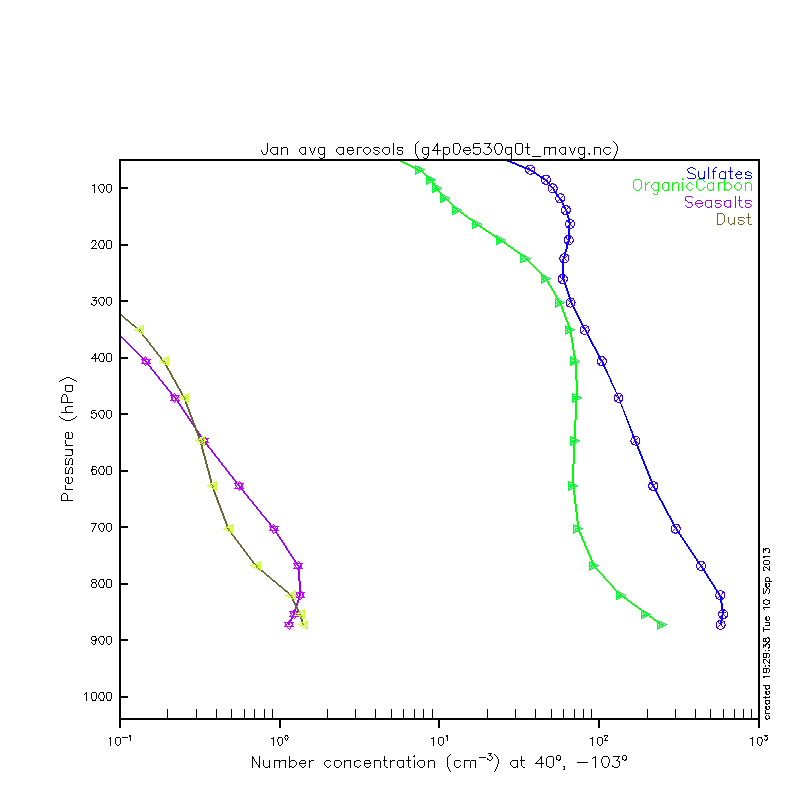 Jan avg aerosols (g4p0e530q0t_mavg.nc)
Sulfates
OrganicCarbon
Seasalts
Dust
100
200
300
400
500
600
700
800
900
1000
Pressure (hPa)
10⁻¹
10⁰
10¹
10²
10³
Number concentration (cm⁻³) at 40°, −103°
created 19:29:38 Tue 10 Sep 2013